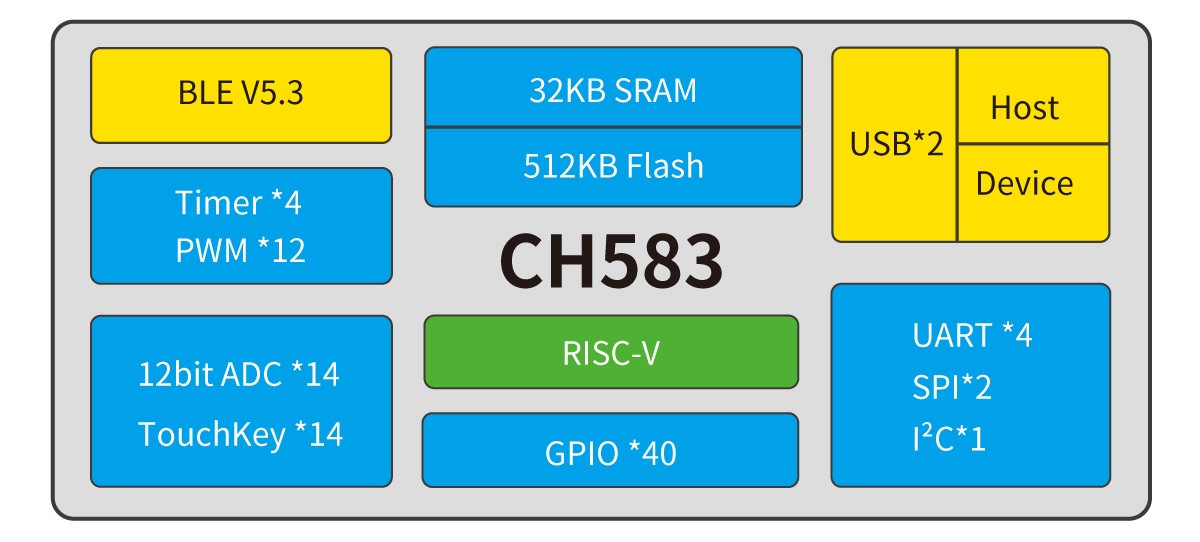 BLE V5.3
Timer *4
PWM *12
12bit ADC *14
TouchKey *14
32KB SRAM
512KB Flash
CH583
RISC-V
GPIO *40
USB*2
Host
Device
UART *4
SPI*2
I²C*1